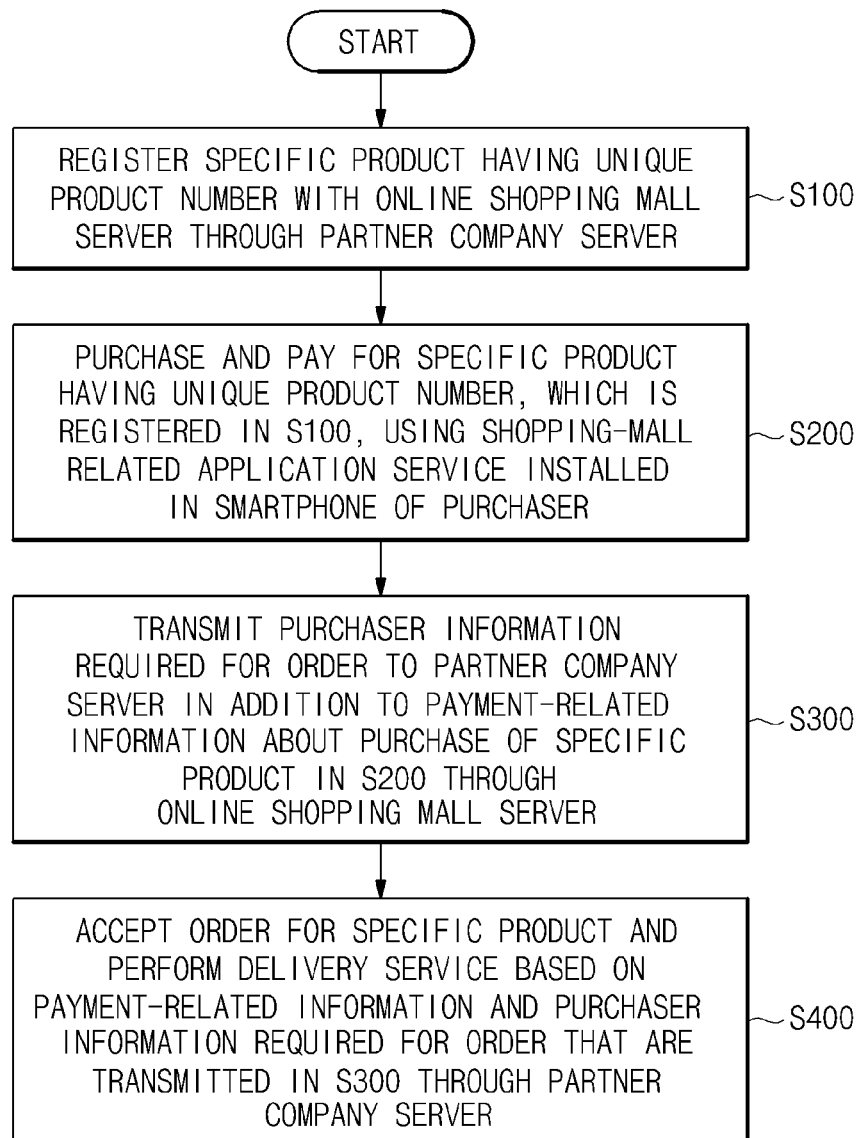 START
REGISTER SPECIFIC PRODUCT HAVING UNIQUE
PRODUCT NUMBER WITH ONLINE SHOPPING MALL
SERVER THROUGH PARTNER COMPANY SERVER
S100
PURCHASE AND PAY FOR SPECIFIC PRODUCT
HAVING UNIQUE PRODUCT NUMBER, WHICH IS
REGISTERED IN S100, USING SHOPPING-MALL
RELATED APPLICATION SERVICE INSTALLED
IN SMARTPHONE OF PURCHASER
S200
TRANSMIT PURCHASER INFORMATION
REQUIRED FOR ORDER TO PARTNER COMPANY
SERVER IN ADDITION TO PAYMENT-RELATED
INFORMATION ABOUT PURCHASE OF SPECIFIC
PRODUCT IN S200 THROUGH
ONLINE SHOPPING MALL SERVER
S300
ACCEPT ORDER FOR SPECIFIC PRODUCT AND
PERFORM DELIVERY SERVICE BASED ON
PAYMENT-RELATED INFORMATION AND PURCHASER
INFORMATION REQUIRED FOR ORDER THAT ARE
TRANSMITTED IN S300 THROUGH PARTNER
COMPANY SERVER
S400